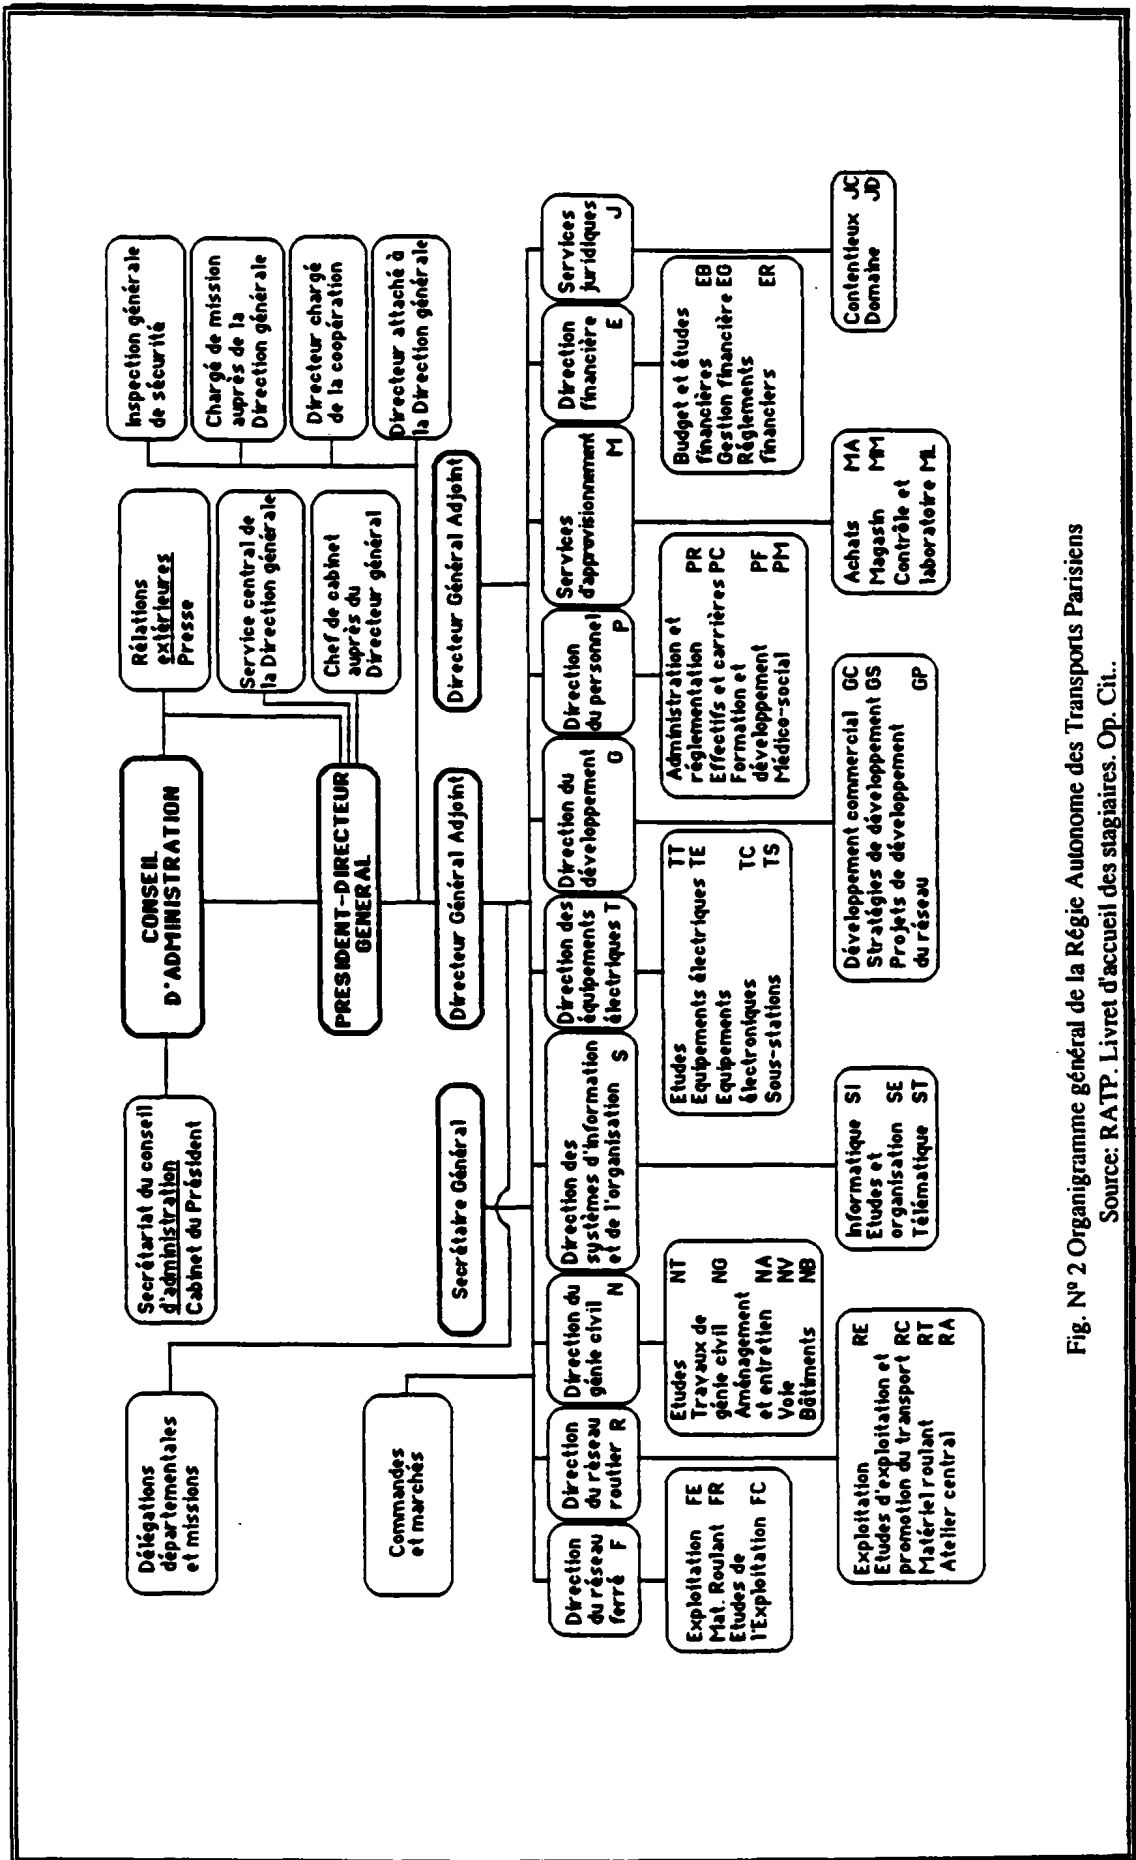 Secrétariat du conseil
d'administration
Cabinet du Président
CONSEIL
D'ADMINISTRATION
Rélations
extérieures
Presse
Inspection générale
de sécurité
Chargé de mission
auprès de la
Direction générale
Directeur chargé
de la coopération
Directeur attaché à
la Direction générale
Service central de
la Direction générale
Chef de cabinet
auprès du
Directeur général
PRESIDENT-DIRECTEUR
GENERAL
Délégations
départementales
et missions
Commandes
et marchés
Secrétaire Général
Directeur Général Adjoint
Directeur Général Adjoint
Direction
du réseau
ferré F
Direction
du réseau
routier R
Direction du
génie civil
N
Direction des
systèmes d'information
et de l'organisation S
Direction des
équipements
électriques T
Direction du
développement
G
Direction
du personnel
P
Services
d'approvisionnement
M
Direction
financière
E
Services
juridiques
J
Exploitation FE
Mat. Roulant FR
Etudes de
l'Exploitation FC
Exploitation RE
Etudes d'exploitation et
promotion du transport RC
Matériel roulant RT
Atelier central RA
Etudes NT
Travaux de
génie civil NG
Aménagement
et entretien NA
Voie NV
Bâtiments NB
Informatique SI
Etudes et
organisation SE
Télématique ST
Etudes TT
Equipements électriques TE
Equipements
électroniques TC
Sous-stations TS
Dévéloppement commercial GC
Stratégies de développement GS
Projets de développement
du réseau GP
Administration et
réglementation PR
Effectifs et carrières PC
Formation et
développement PF
Médico-social PM
Achats MA
Magasin MM
Contrôle et
laboratoire ML
Budget et études
financières EB
Gestion financière EG
Réglements
financiers ER
Contentieux JC
Domaine JD
Fig. Nº 2 Organigramme général de la Régie Autonome des Transports Parisiens
Source: RATP. Livret d'accueil des stagiaires. Op. Cit..